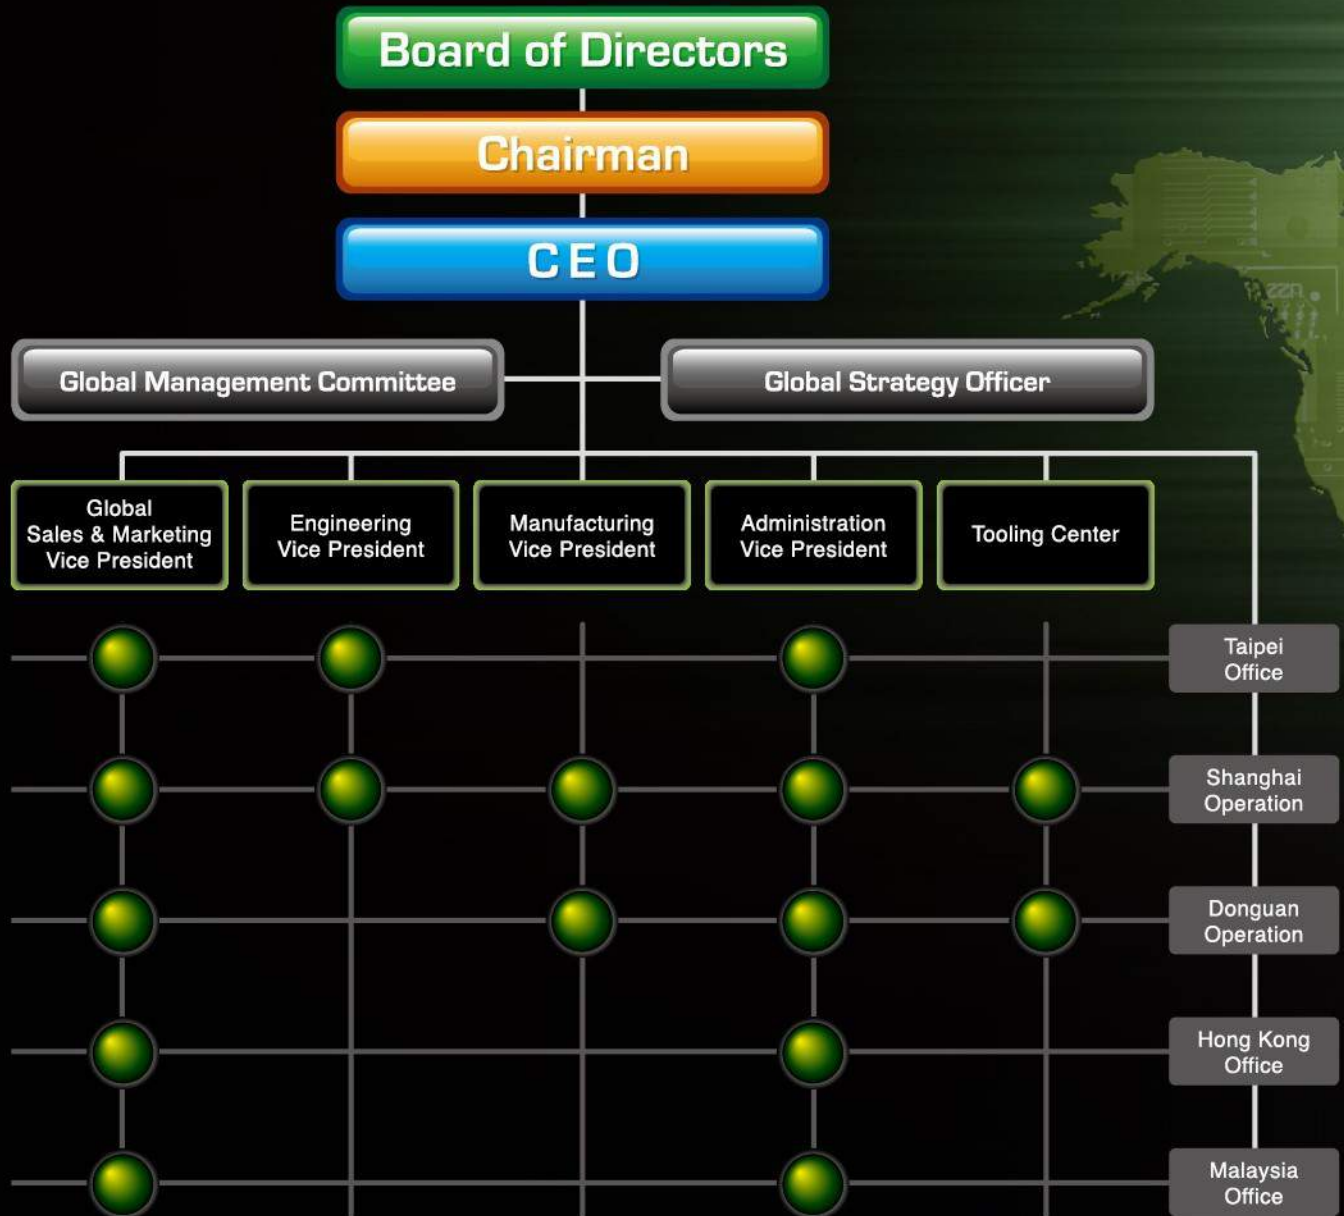 Board of Directors
Chairman
CEO
Global Management Committee
Global Strategy Officer
Global
Sales & Marketing
Vice President
Engineering
Vice President
Manufacturing
Vice President
Administration
Vice President
Tooling Center
Taipei
Office
Shanghai
Operation
Donguan
Operation
Hong Kong
Office
Malaysia
Office